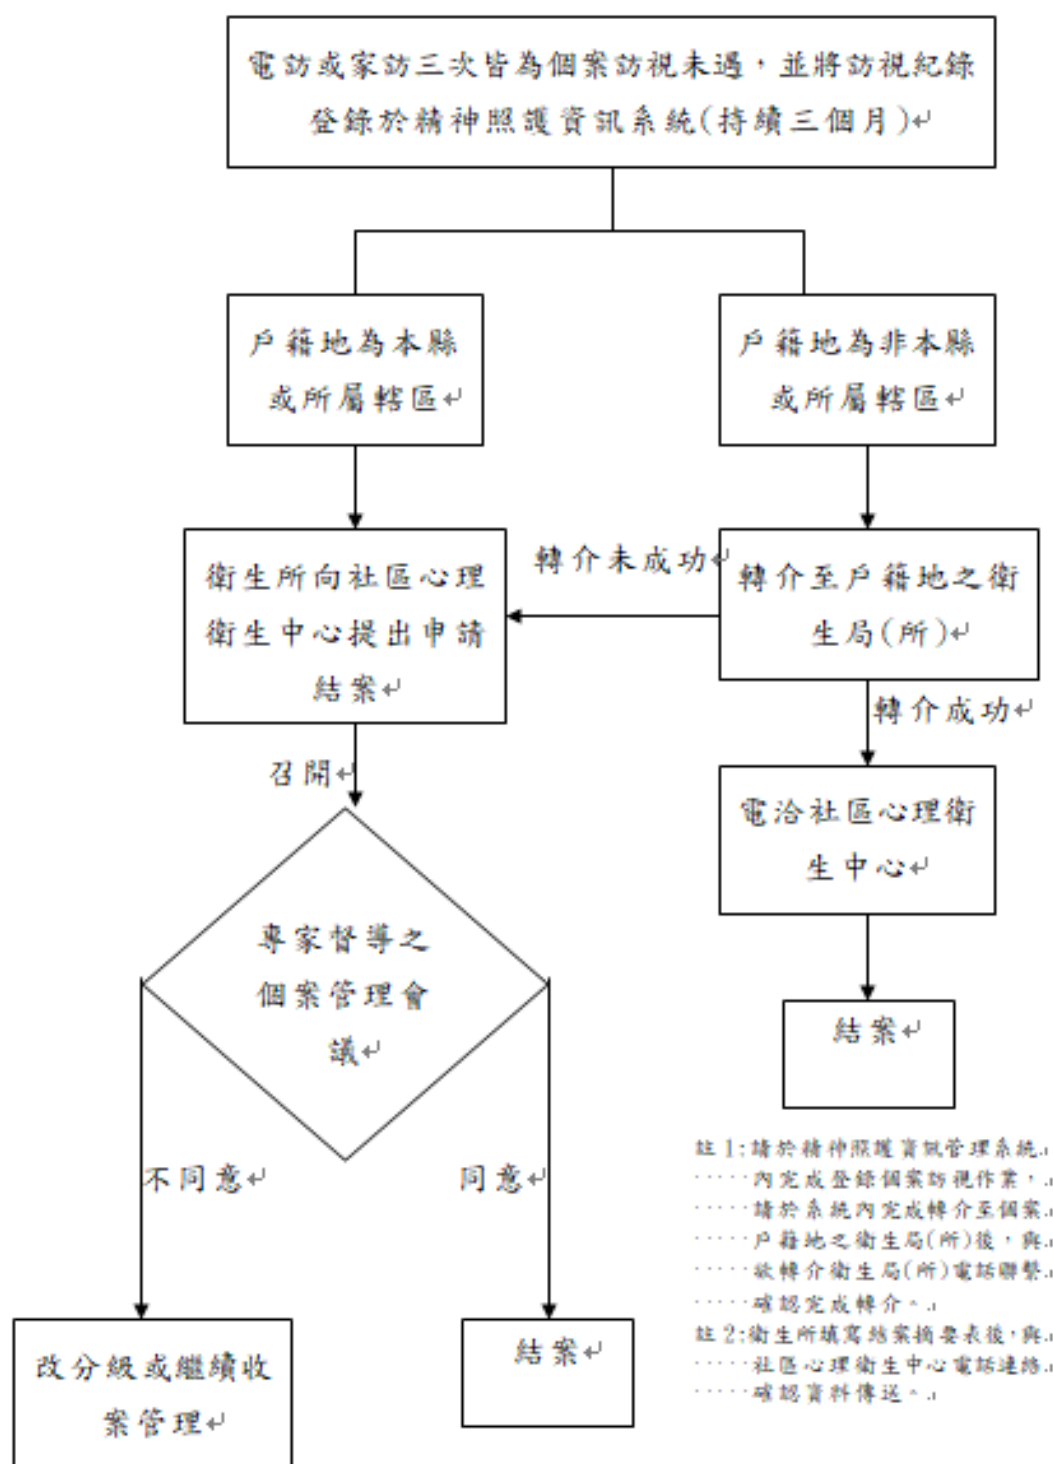 電訪或家訪三次皆為個案訪視未遇，並將訪視紀錄
登錄於精神照護資訊系統(持續三個月)
戶籍地為本縣
或所屬轄區
戶籍地為非本縣
或所屬轄區
衛生所向社區心理
衛生中心提出申請
結案
轉介未成功
轉介至戶籍地之衛
生局(所)
轉介成功
召開
電洽社區心理衛
生中心
專家督導之
個案管理會
議
結案
不同意
同意
改分級或繼續收
案管理
結案
註1:請於精神照護資訊管理系統
內完成登錄個案訪視作業，
請於系統內完成轉介至個案
戶籍地之衛生局(所)後，與
欲轉介衛生局(所)電話聯繫
確認完成轉介。
註2:衛生所填寫結案摘要表後，與
社區心理衛生中心電話連絡
確認資料傳送。